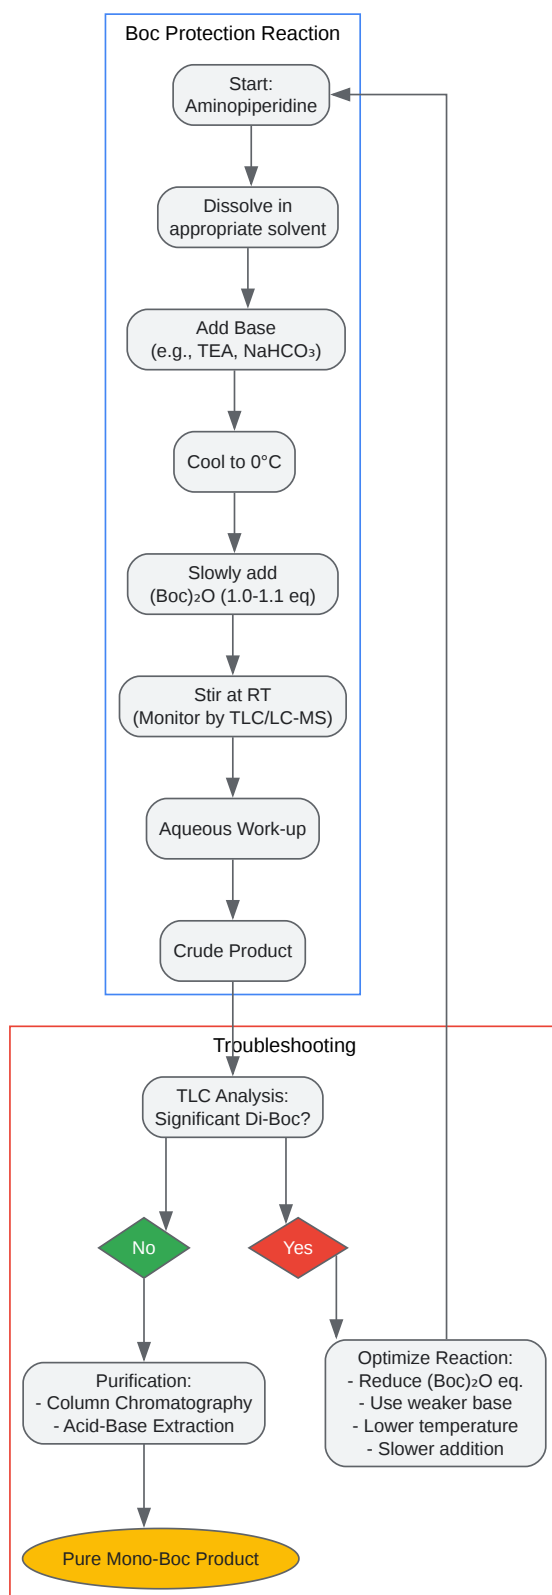 Boc Protection Reaction
Start:
Aminopiperidine
Dissolve in
appropriate solvent
Add Base
(e.g., TEA, NaHCO₃)
Cool to 0°C
Slowly add
(Boc)₂O (1.0-1.1 eq)
Stir at RT
(Monitor by TLC/LC-MS)
Aqueous Work-up
Crude Product
Troubleshooting
TLC Analysis:
Significant Di-Boc?
No
Yes
Purification:
- Column Chromatography
- Acid-Base Extraction
Optimize Reaction:
- Reduce (Boc)₂O eq.
- Use weaker base
- Lower temperature
- Slower addition
Pure Mono-Boc Product